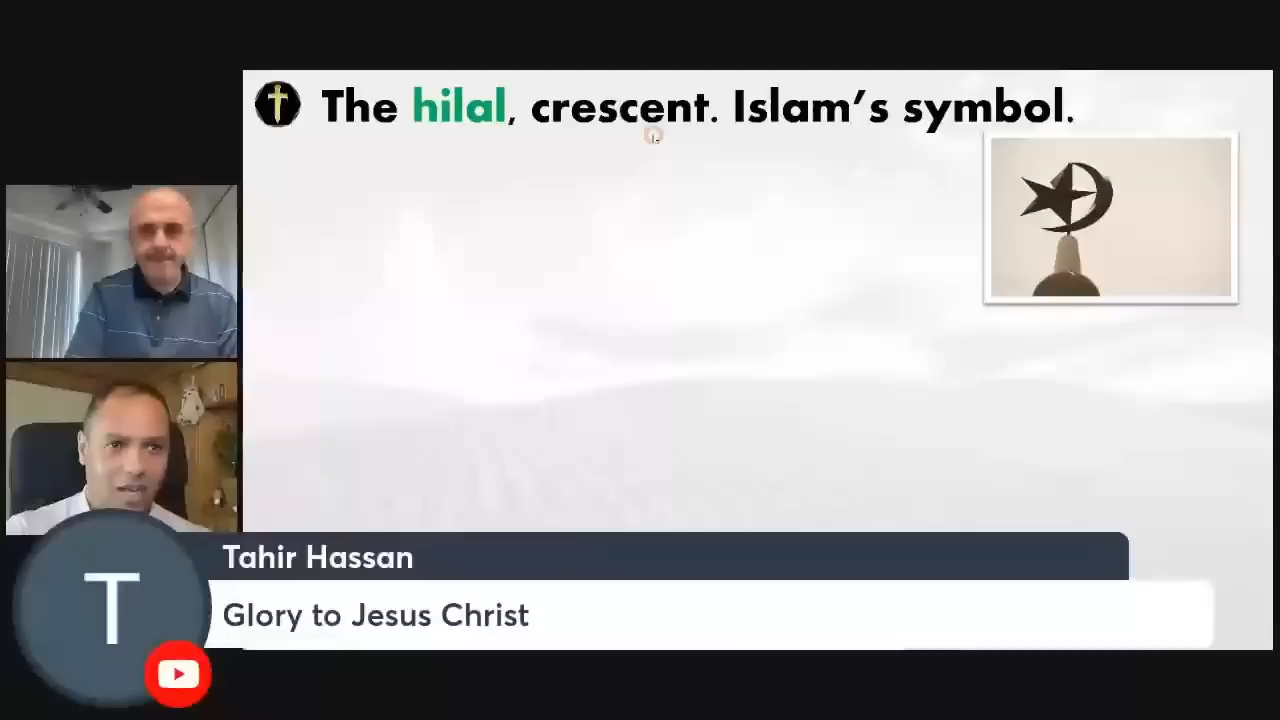 The hilal, crescent. Islam's symbol.
T
Tahir Hassan
Glory to Jesus Christ